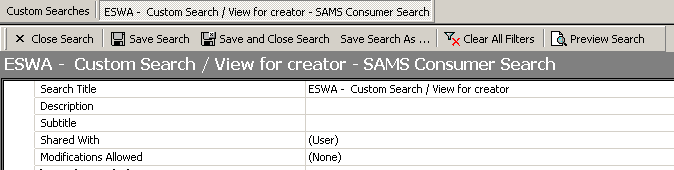 Custom Searches ESWA - Custom Search / View for creator - SAMS Consumer Search
Close Search Save Search Save and Close Search Save Search As ... Clear All Filters Preview Search
ESWA - Custom Search / View for creator - SAMS Consumer Search
Search Title ESWA - Custom Search / View for creator
Description
Subtitle
Shared With (User)
Modifications Allowed (None)